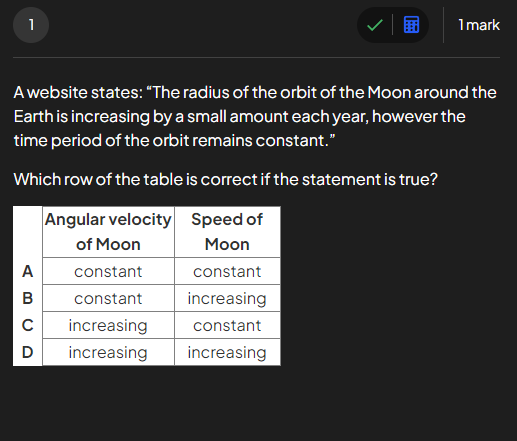 1
1 mark
A website states: “The radius of the orbit of the Moon around the
Earth is increasing by a small amount each year, however the
time period of the orbit remains constant.”
Which row of the table is correct if the statement is true?
Angular velocity of Moon Speed of Moon
A constant constant
B constant increasing
C increasing constant
D increasing increasing